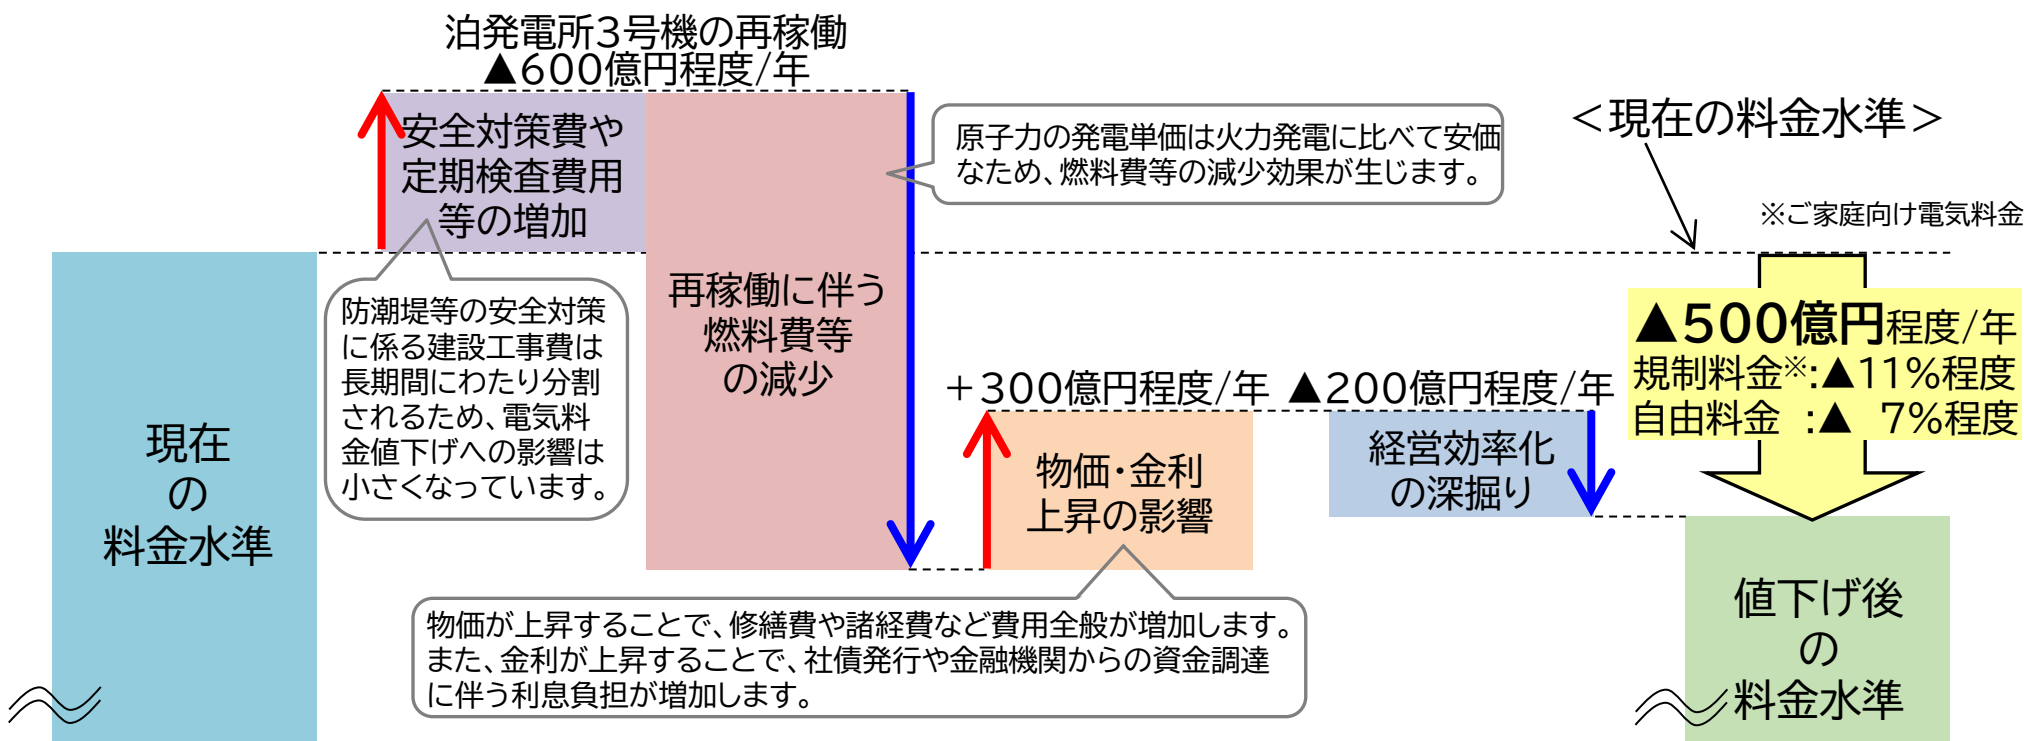 泊発電所3号機の再稼働
▲600億円程度/年
安全対策費や
定期検査費用
等の増加
原子力の発電単価は火力発電に比べて安価
なため、燃料費等の減少効果が生じます。
＜現在の料金水準＞
※ご家庭向け電気料金
防潮堤等の安全対策
に係る建設工事費は
長期間にわたり分割
されるため、電気料
金値下げへの影響は
小さくなっています。
再稼働に伴う
燃料費等
の減少
▲500億円程度/年
規制料金※:▲11%程度
自由料金 :▲ 7%程度
＋300億円程度/年
▲200億円程度/年
現在
の
料金水準
物価・金利
上昇の影響
経営効率化
の深掘り
物価が上昇することで、修繕費や諸経費など費用全般が増加します。
また、金利が上昇することで、社債発行や金融機関からの資金調達
に伴う利息負担が増加します。
値下げ後
の
料金水準